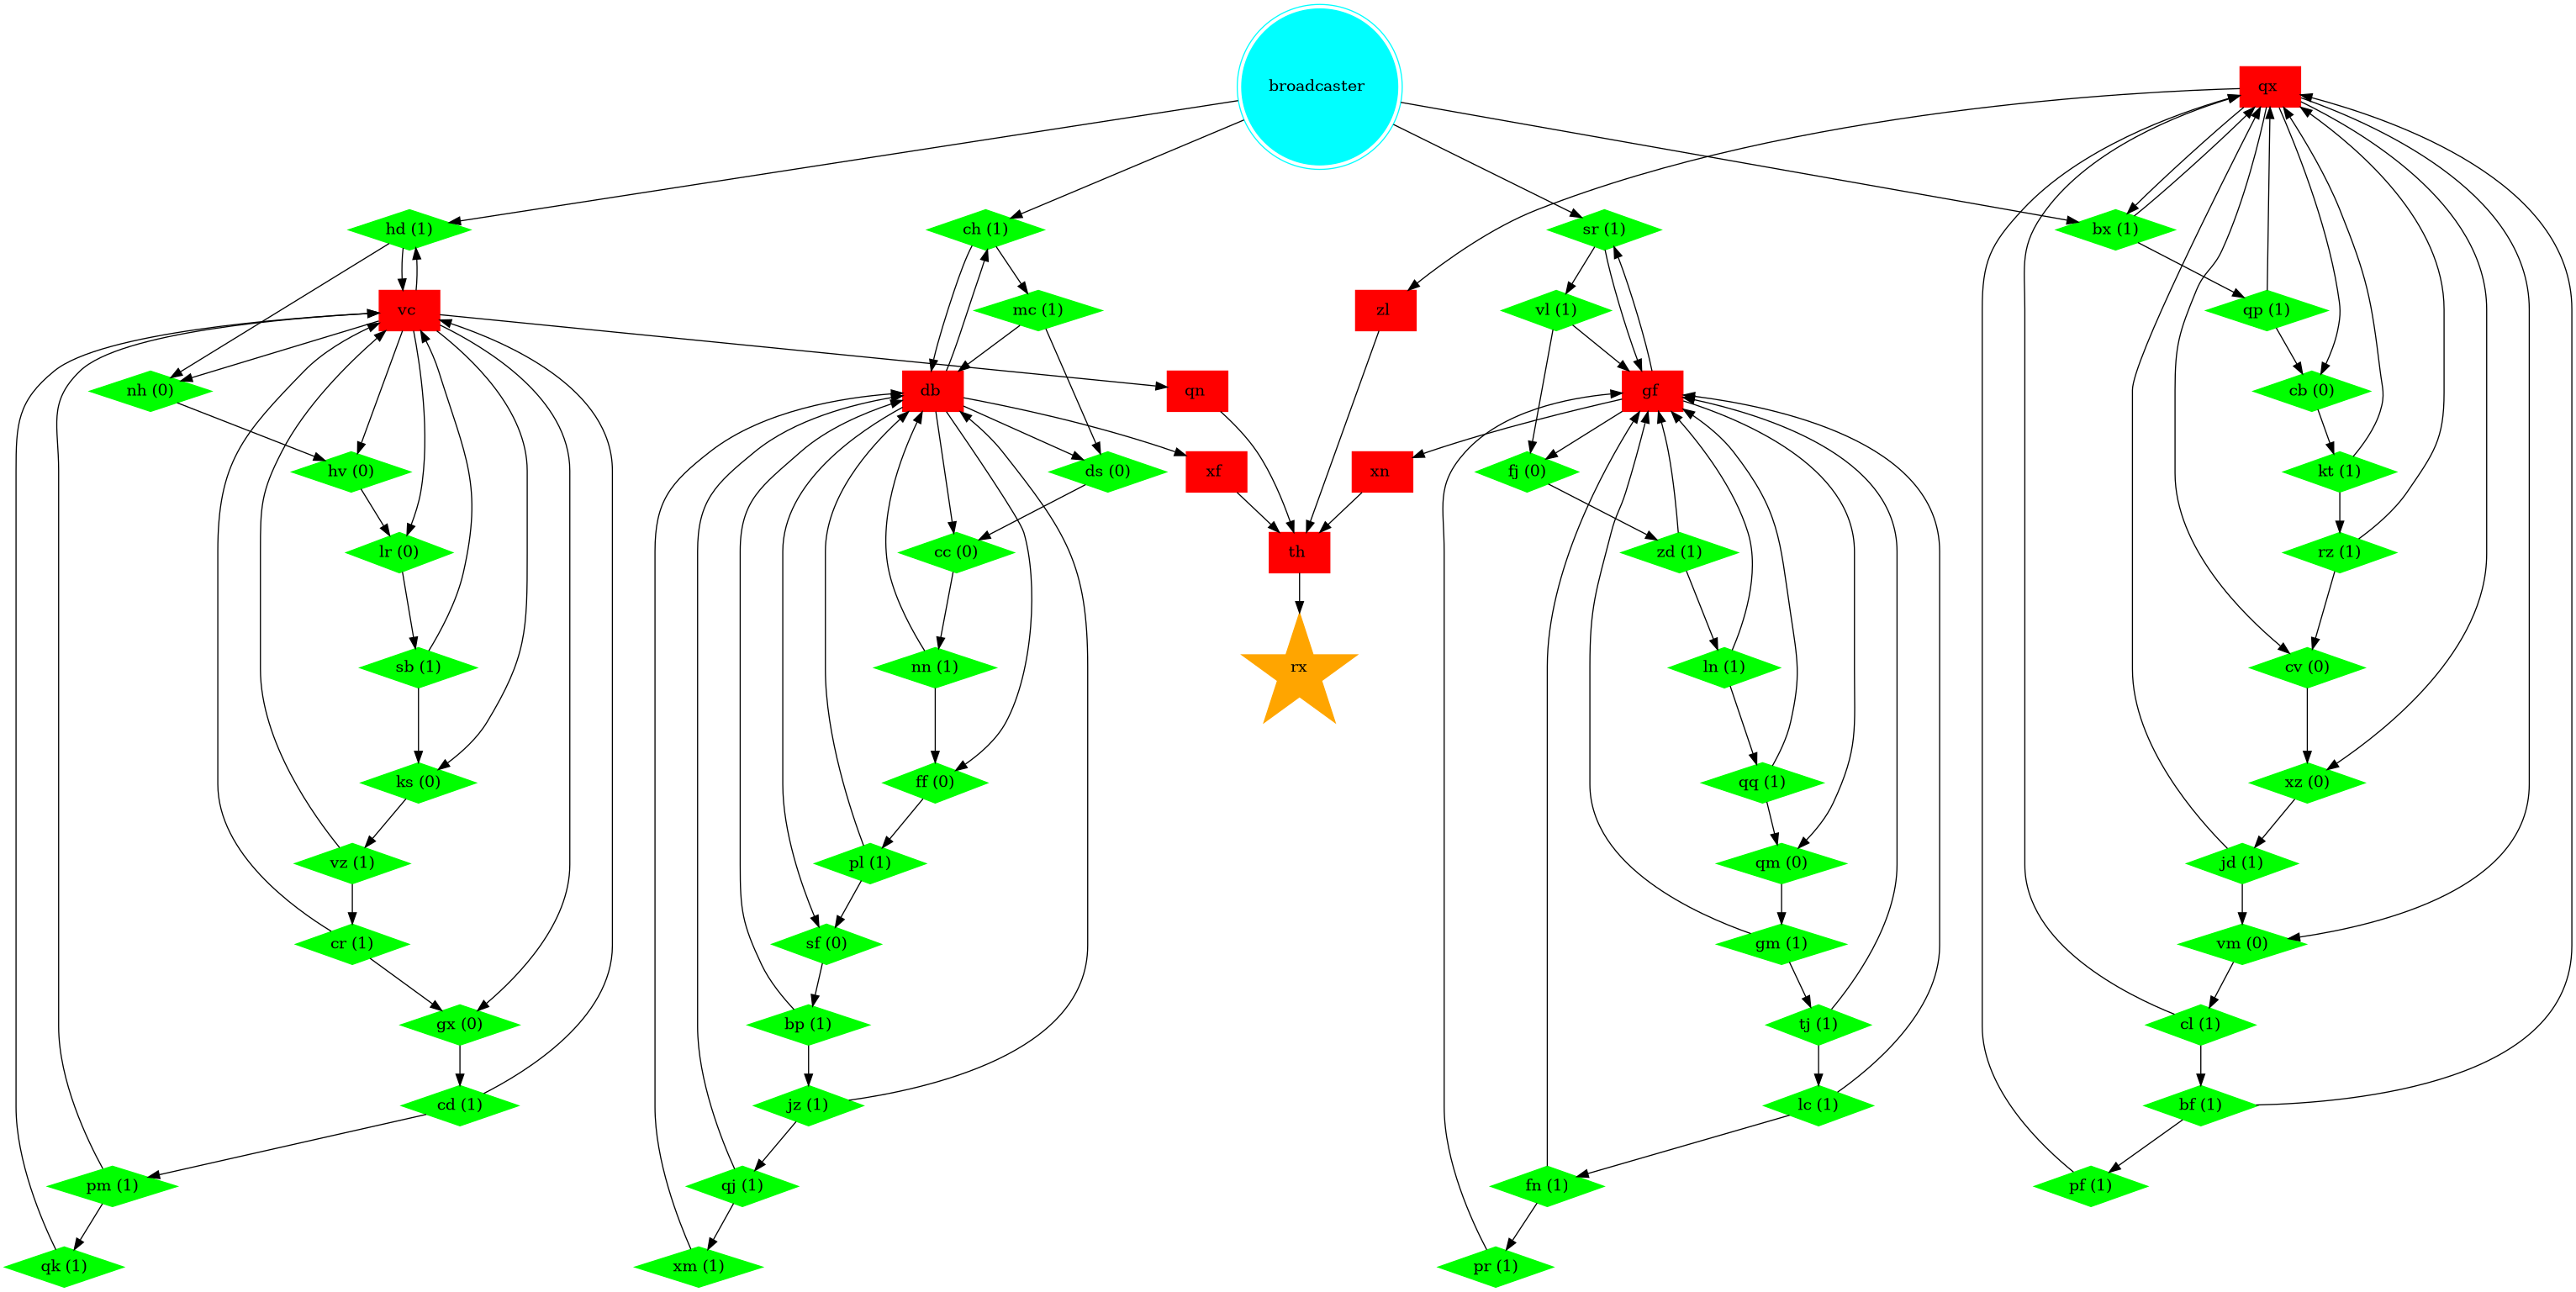 broadcaster
qx
hd (1)
ch (1)
sr (1)
bx (1)
vc
mc (1)
zl
vl (1)
qp (1)
nh (0)
db
qn
gf
cb (0)
hv (0)
ds (0)
xf
xn
fj (0)
kt (1)
lr (0)
cc (0)
th
zd (1)
rz (1)
sb (1)
nn (1)
rx
ln (1)
cv (0)
ks (0)
ff (0)
qq (1)
xz (0)
vz (1)
pl (1)
qm (0)
jd (1)
cr (1)
sf (0)
gm (1)
vm (0)
gx (0)
bp (1)
tj (1)
cl (1)
cd (1)
jz (1)
lc (1)
bf (1)
pm (1)
qj (1)
fn (1)
pf (1)
qk (1)
xm (1)
pr (1)